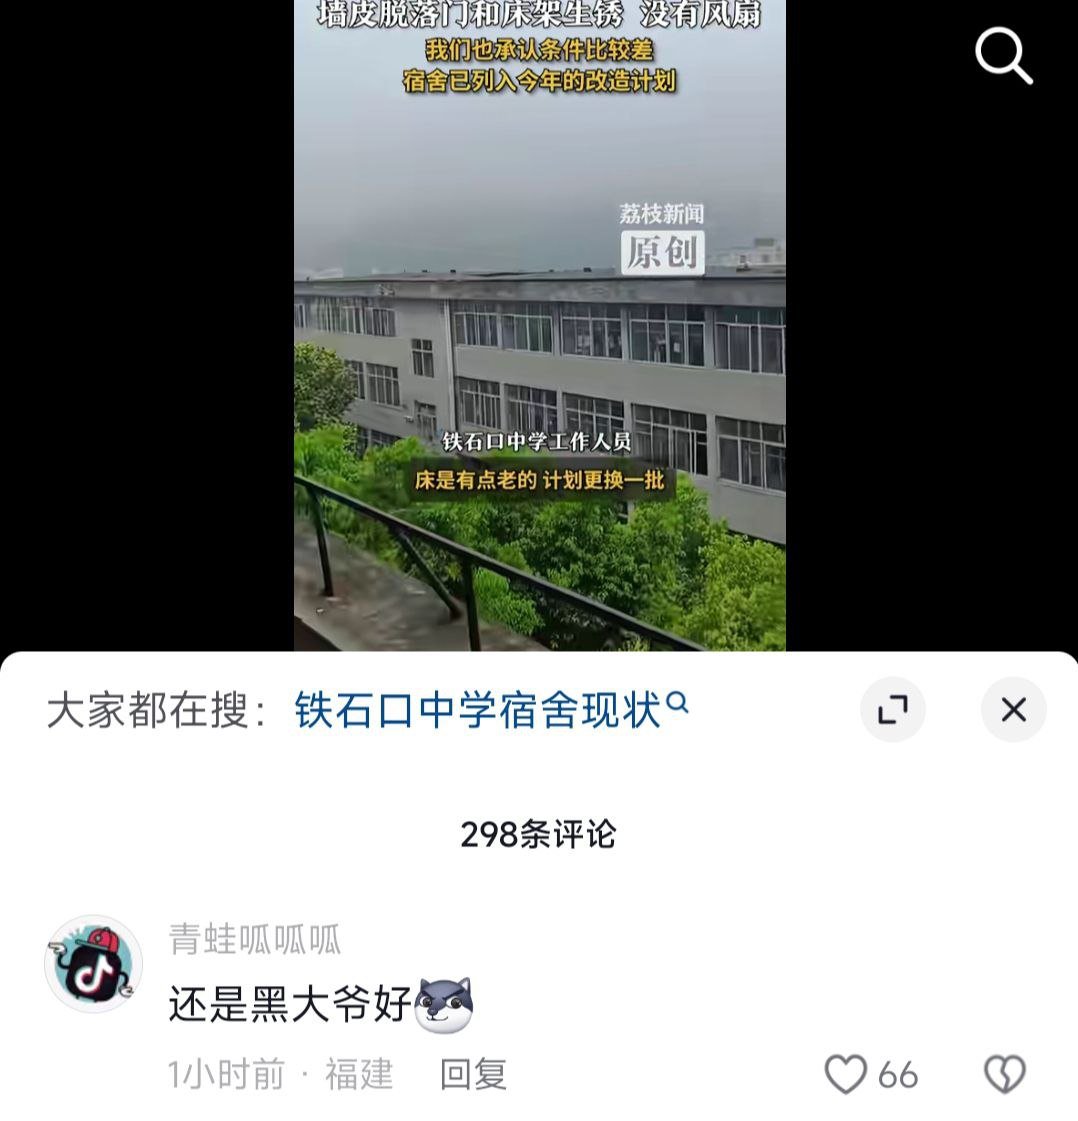 墙皮脱落门和床架生锈 没有风扇
我们也承认条件比较差
宿舍已列入今年的改造计划
荔枝新闻
原创
铁石口中学工作人员
床是有点老的 计划更换一批
大家都在搜：铁石口中学宿舍现状
298条评论
青蛙呱呱呱
还是黑大爷好
1小时前 · 福建 回复 66